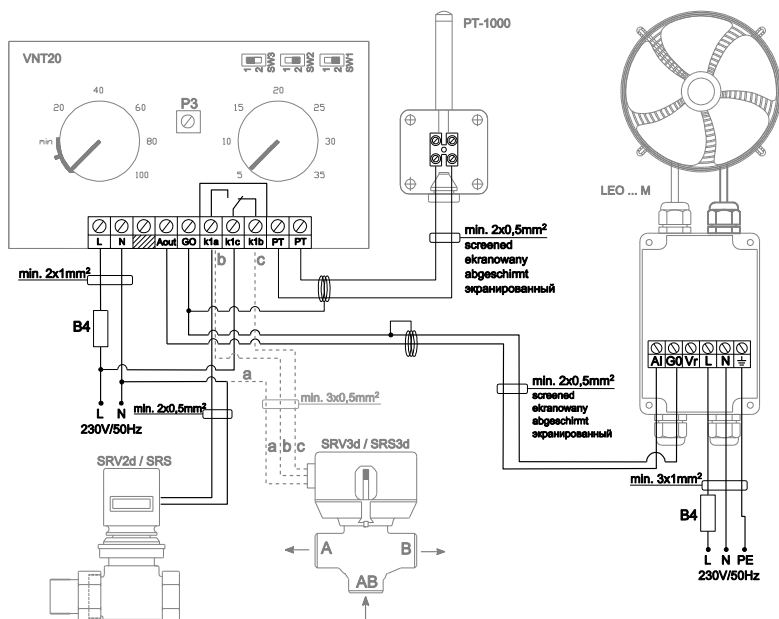 VNT20
1 2 SW3
1 2 SW2
1 2 SW1
40
20
60
min
80
100
P3
20
15
25
10
30
5
35
L N Aout GO k1a k1c k1b PT PT
b
c
PT-1000
min. 2x0,5mm²
screened
ekranowany
abgeschirmt
экранированный
LEO ... M
AI G0 Vr L N
min. 2x1mm²
B4
a
L N
230V/50Hz
min. 2x0,5mm²
min. 3x0,5mm²
a b c
min. 2x0,5mm²
screened
ekranowany
abgeschirmt
экранированный
min. 3x1mm²
B4
L N PE
230V/50Hz
SRV2d / SRS
SRV3d / SRS3d
A
B
AB